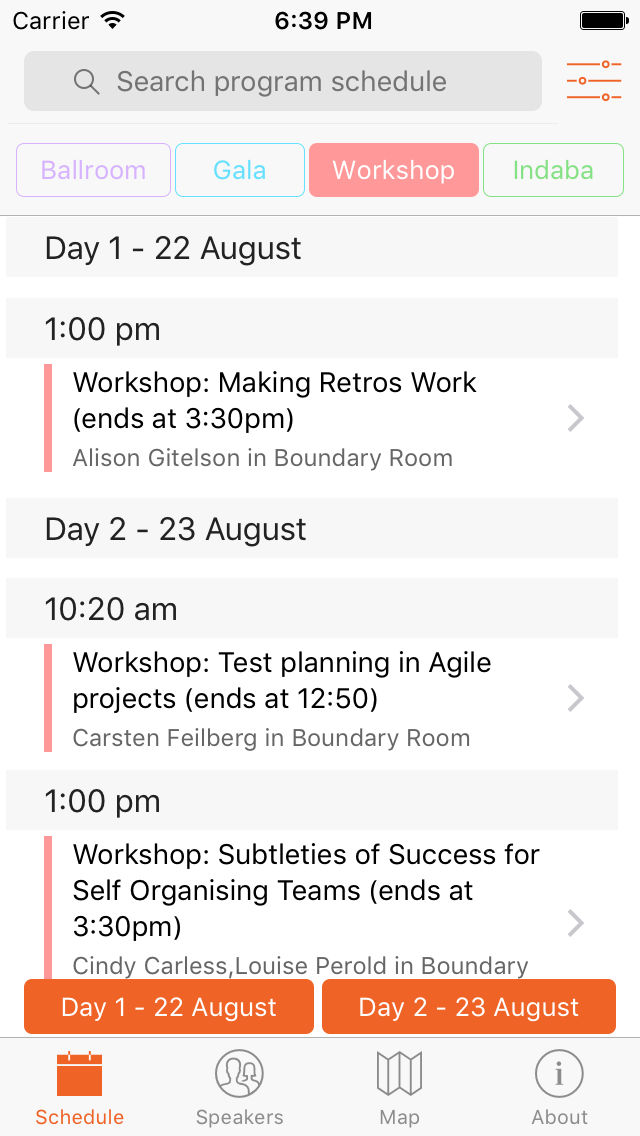 Carrier 6:39 PM
Search program schedule
Ballroom Gala Workshop Indaba
Day 1 - 22 August
1:00 pm
Workshop: Making Retros Work
(ends at 3:30pm)
Alison Gitelson in Boundary Room
Day 2 - 23 August
10:20 am
Workshop: Test planning in Agile
projects (ends at 12:50)
Carsten Feilberg in Boundary Room
1:00 pm
Workshop: Subtleties of Success for
Self Organising Teams (ends at
3:30pm)
Cindy Carless,Louise Perold in Boundary
Day 1 - 22 August Day 2 - 23 August
Schedule Speakers Map About